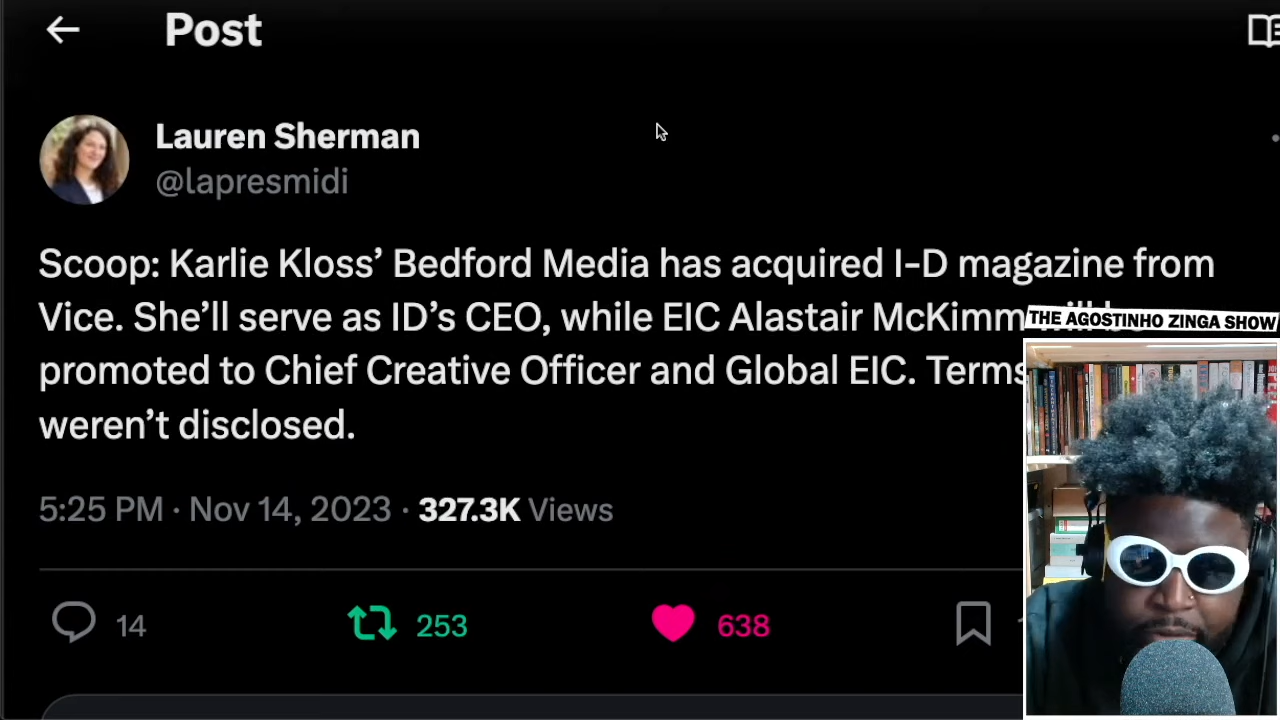 Post
Lauren Sherman
@lapresmidi
Scoop: Karlie Kloss’ Bedford Media has acquired I-D magazine from
Vice. She’ll serve as ID’s CEO, while EIC Alastair McKimm will be
promoted to Chief Creative Officer and Global EIC. Terms
weren’t disclosed.
5:25 PM · Nov 14, 2023 · 327.3K Views
14 253 638
THE AGOSTINHO ZINGA SHOW